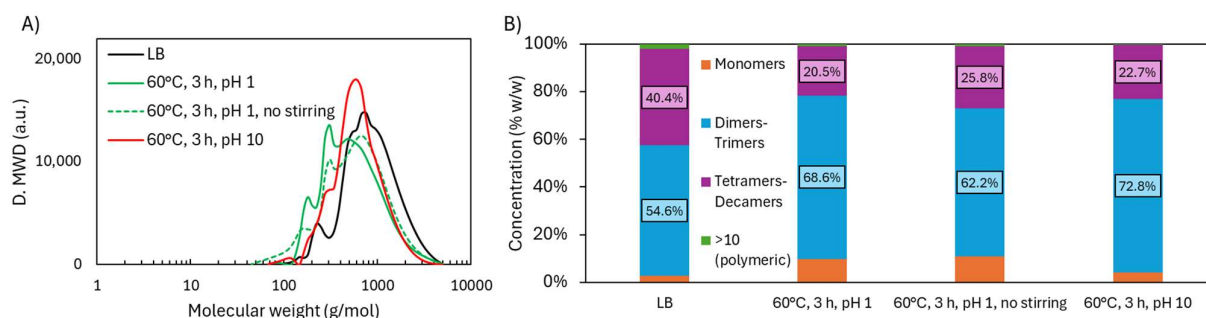 A)
D. MWD (a.u.)
20,000
10,000
0
LB
60ºC, 3 h, pH 1
60ºC, 3 h, pH 1, no stirring
60ºC, 3 h, pH 10
1
10
100
1000
10000
Molecular weight (g/mol)
B)
Concentration (% w/w)
100%
80%
60%
40%
20%
0%
40.4%
54.6%
Monomers
Dimers-
Trimers
Tetramers-
Decamers
>10
(polymeric)
20.5%
68.6%
25.8%
62.2%
22.7%
72.8%
LB
60ºC, 3 h, pH 1
60ºC, 3 h, pH 1, no stirring
60ºC, 3 h, pH 10